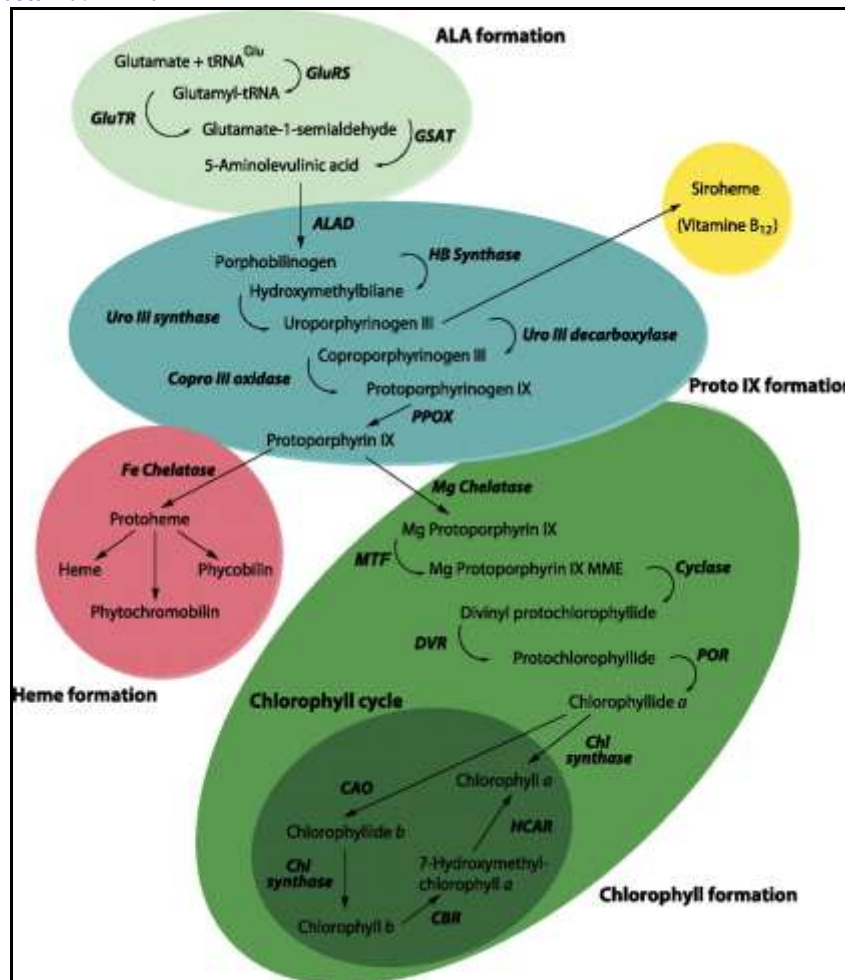 ALA formation
Glutamate + tRNA^Glu
GluRS
Glutamyl-tRNA
GluTR
Glutamate-1-semialdehyde
GSAT
5-Aminolevulinic acid
Siroheme
(Vitamine B12)
ALAD
Porphobilinogen
HB Synthase
Hydroxymethylbilane
Uro III synthase
Uroporphyrinogen III
Uro III decarboxylase
Coproporphyrinogen III
Copro III oxidase
Protoporphyrinogen IX
Proto IX formation
PPOX
Protoporphyrin IX
Fe Chelatase
Mg Chelatase
Protoheme
Mg Protoporphyrin IX
MTF
Mg Protoporphyrin IX MME
Cyclase
Heme
Phycobilin
Phytochromobilin
Divinyl protochlorophyllide
DVR
Protochlorophyllide
POR
Heme formation
Chlorophyll cycle
Chlorophyllide a
Chl
synthase
Chlorophyll a
CAO
Chlorophyllide b
HCAR
Chl
synthase
7-Hydroxymethyl-
chlorophyll a
Chlorophyll formation
Chlorophyll b
CBR